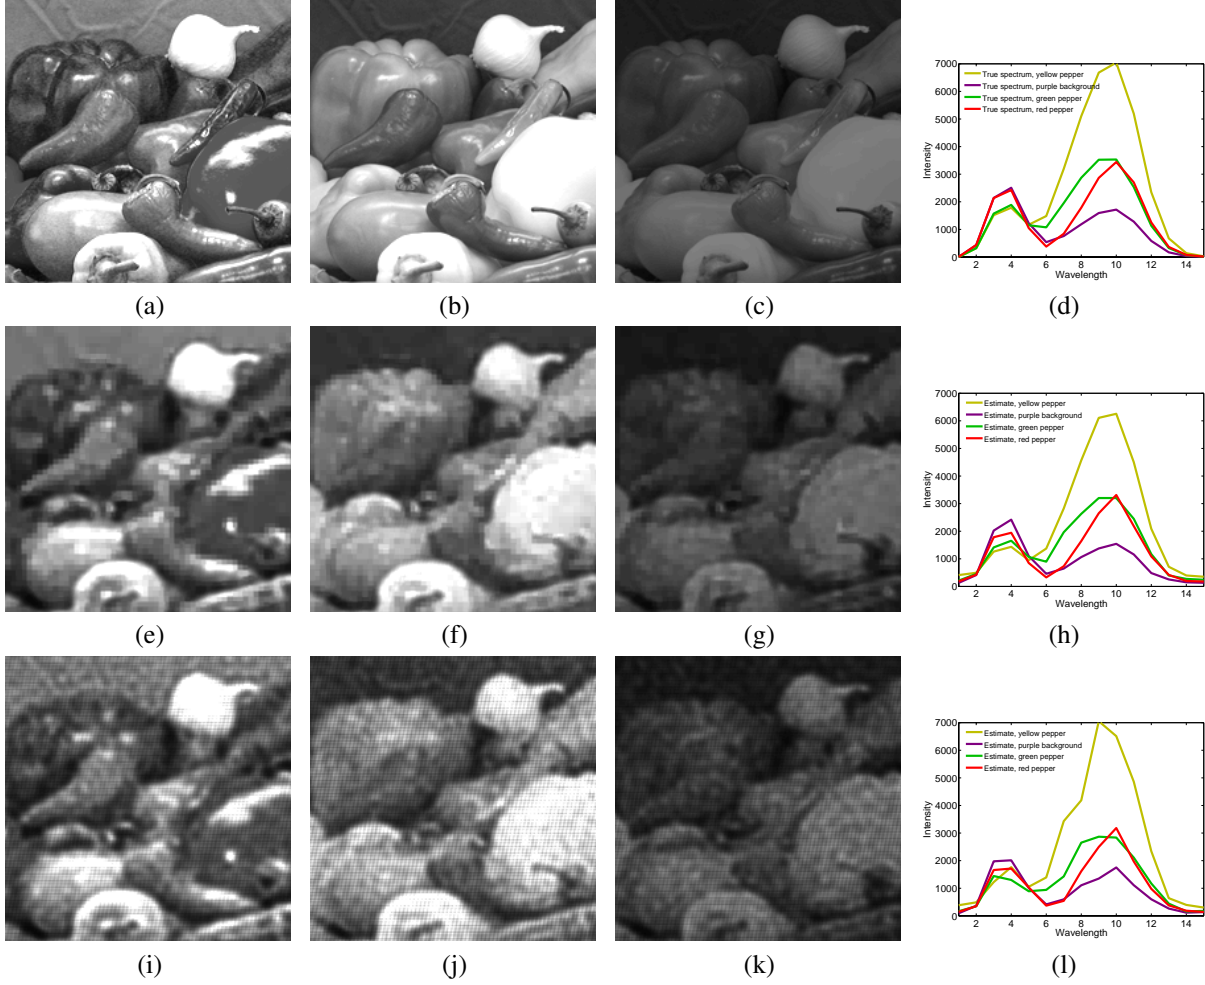 7000
6000
5000
4000
3000
2000
1000
0
Intensity
True spectrum, yellow pepper
True spectrum, purple background
True spectrum, green pepper
True spectrum, red pepper
2 4 6 8 10 12 14
Wavelength
(a) (b) (c) (d)
7000
6000
5000
4000
3000
2000
1000
0
Intensity
Estimate, yellow pepper
Estimate, purple background
Estimate, green pepper
Estimate, red pepper
2 4 6 8 10 12 14
Wavelength
(e) (f) (g) (h)
7000
6000
5000
4000
3000
2000
1000
0
Intensity
Estimate, yellow pepper
Estimate, purple background
Estimate, green pepper
Estimate, red pepper
2 4 6 8 10 12 14
Wavelength
(i) (j) (k) (l)